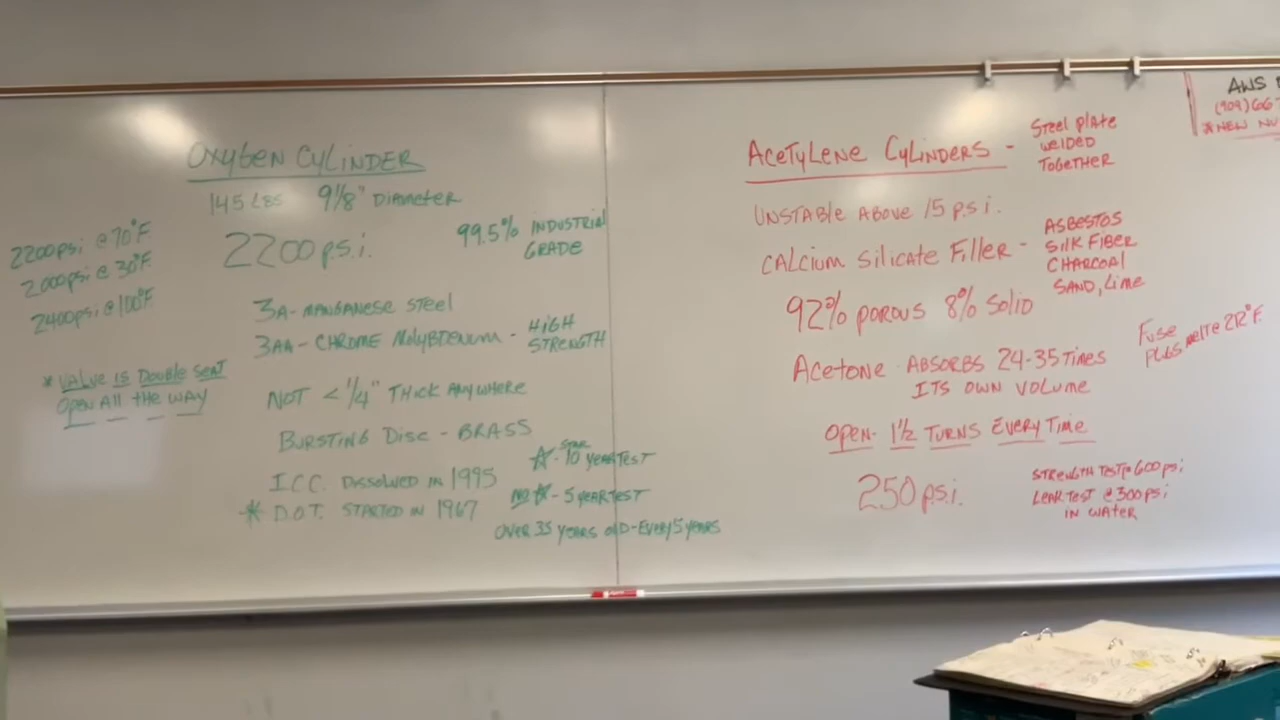 OXYGEN CYLINDER
145 LBS 9 1/8" DIAMETER
2200 p.s.i.
99.5% INDUSTRIAL
GRADE
2200psi @ 70°F
2000psi @ 30°F
2400psi @ 100°F
3A - MANGANESE STEEL
3AA - CHROME MOLYBDENUM - HIGH
STRENGTH
* VALVE IS DOUBLE SEAT
OPEN ALL THE WAY
NOT < 1/4" THICK ANYWHERE
BURSTING DISC - BRASS
I.C.C. DISSOLVED IN 1995
* D.O.T. STARTED IN 1967
STAR
☆ - 10 YEAR TEST
NO ☆ - 5 YEAR TEST
OVER 35 YEARS OLD - EVERY 5 YEARS
ACETYLENE CYLINDERS - Steel plate
WELDED
TOGETHER
UNSTABLE ABOVE 15 p.s.i.
CALCIUM SILICATE FILLER - ASBESTOS
SILK FIBER
CHARCOAL
SAND, LIME
92% POROUS 8% SOLID
ACETONE - ABSORBS 24-35 TIMES
ITS OWN VOLUME
FUSE
PLUS 212°F
OPEN - 1 1/2 TURNS EVERY TIME
250 p.s.i.
STRENGTH TEST 600 psi
LEAK TEST @ 300 psi
IN WATER
AWS
(909)
*NEW